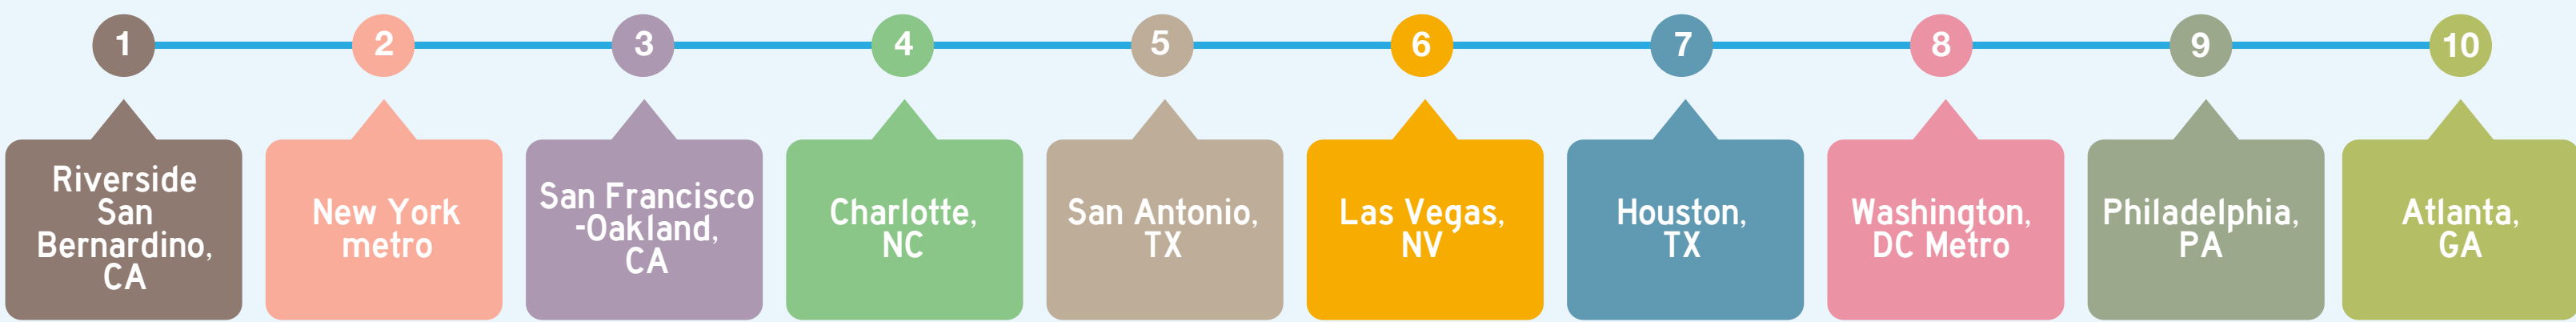 1
2
3
4
5
6
7
8
9
10
Riverside
San
Bernardino,
CA
New York
metro
San Francisco
-Oakland,
CA
Charlotte,
NC
San Antonio,
TX
Las Vegas,
NV
Houston,
TX
Washington,
DC Metro
Philadelphia,
PA
Atlanta,
GA